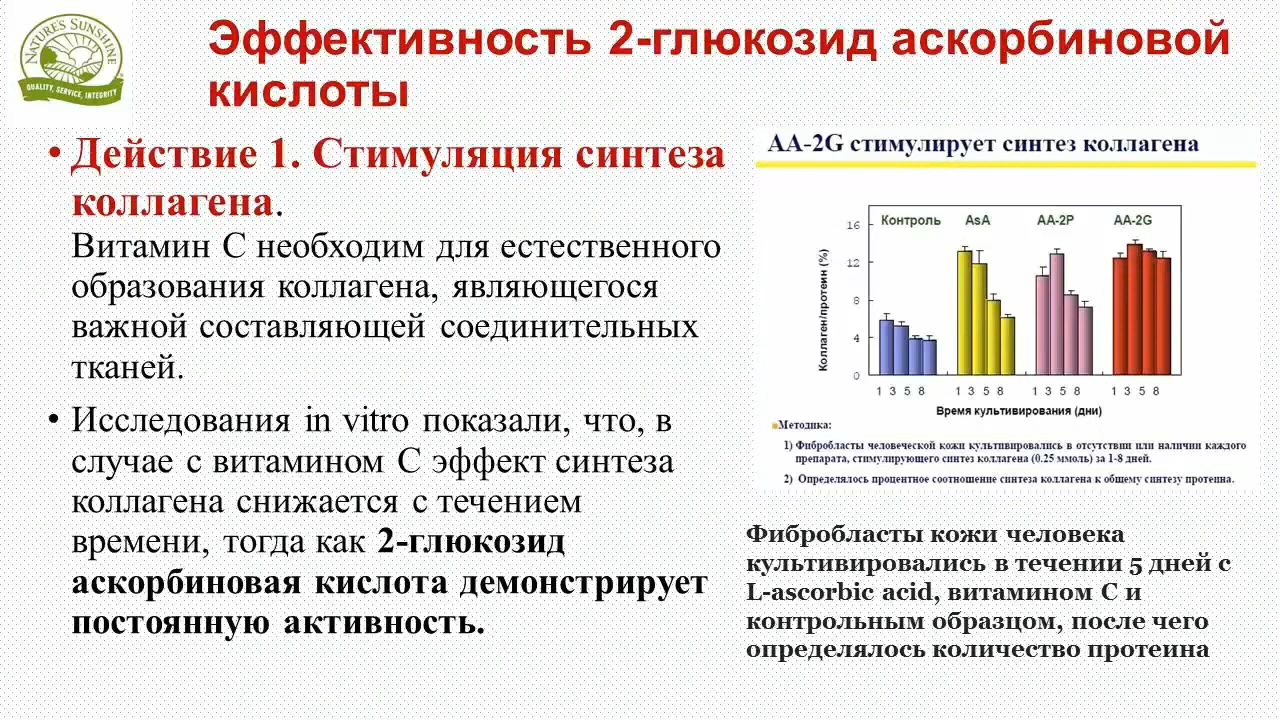 NATURE'S SUNSHINE
QUALITY, SERVICE, INTEGRITY
Эффективность 2-глюкозид аскорбиновой
кислоты
• Действие 1. Стимуляция синтеза
коллагена.
Витамин С необходим для естественного
образования коллагена, являющегося
важной составляющей соединительных
тканей.
• Исследования in vitro показали, что, в
случае с витамином С эффект синтеза
коллагена снижается с течением
времени, тогда как 2-глюкозид
аскорбиновая кислота демонстрирует
постоянную активность.
AA-2G стимулирует синтез коллагена
Контроль AsA AA-2P AA-2G
Коллаген/протеин (%)
16
12
8
4
0
1 3 5 8 1 3 5 8 1 3 5 8 1 3 5 8
Время культивирования (дни)
Методика:
1) Фибробласты человеческой кожи культивировались в отсутствии или наличии каждого
препарата, стимулирующего синтез коллагена (0.25 ммоль) за 1-8 дней.
2) Определялось процентное соотношение синтеза коллагена к общему синтезу протеина.
Фибробласты кожи человека
культивировались в течении 5 дней с
L-ascorbic acid, витамином С и
контрольным образцом, после чего
определялось количество протеина